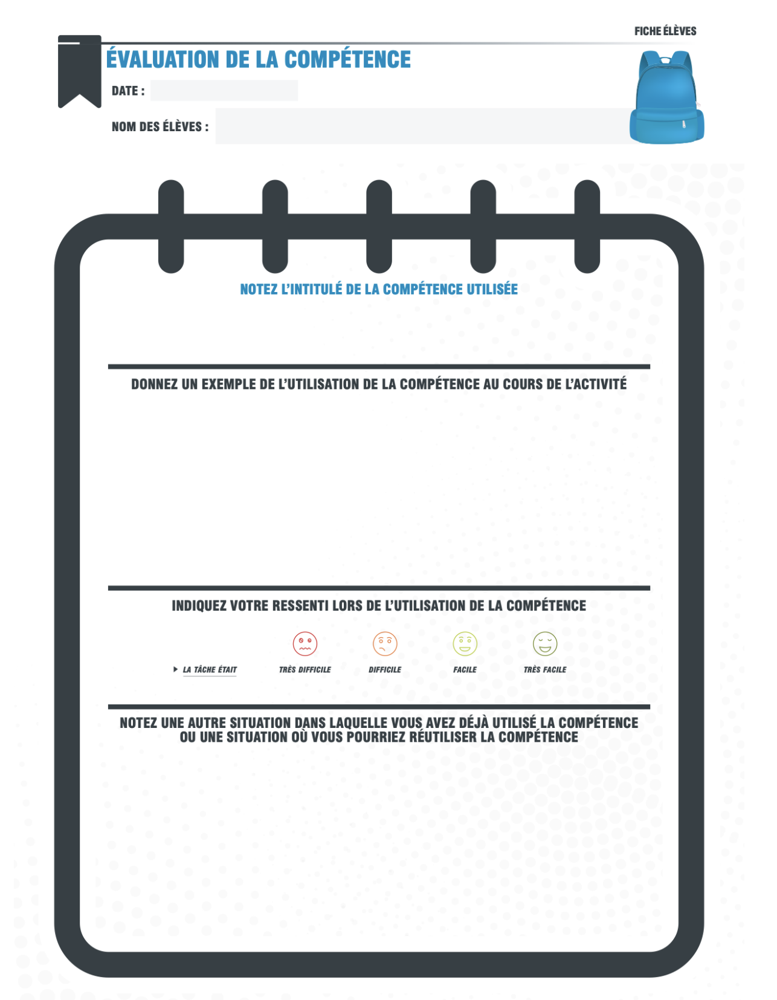 FICHE ÉLÈVES
ÉVALUATION DE LA COMPÉTENCE
DATE :
NOM DES ÉLÈVES :
NOTEZ L'INTITULÉ DE LA COMPÉTENCE UTILISÉE
DONNEZ UN EXEMPLE DE L'UTILISATION DE LA COMPÉTENCE AU COURS DE L'ACTIVITÉ
INDIQUEZ VOTRE RESSENTI LORS DE L'UTILISATION DE LA COMPÉTENCE
LA TÂCHE ÉTAIT TRÈS DIFFICILE DIFFICILE FACILE TRÈS FACILE
NOTEZ UNE AUTRE SITUATION DANS LAQUELLE VOUS AVEZ DÉJÀ UTILISÉ LA COMPÉTENCE
OU UNE SITUATION OÙ VOUS POURRIEZ RÉUTILISER LA COMPÉTENCE